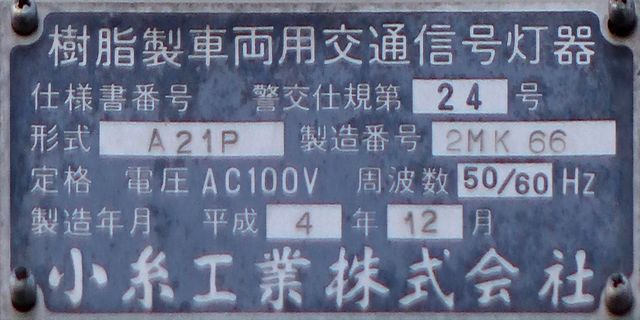 樹脂製車両用交通信号灯器
仕様書番号 警交仕規第 24 号
形式 A21P 製造番号 2MK66
定格 電圧 AC100V 周波数 50/60 Hz
製造年月 平成 4 年 12 月
小糸工業株式会社